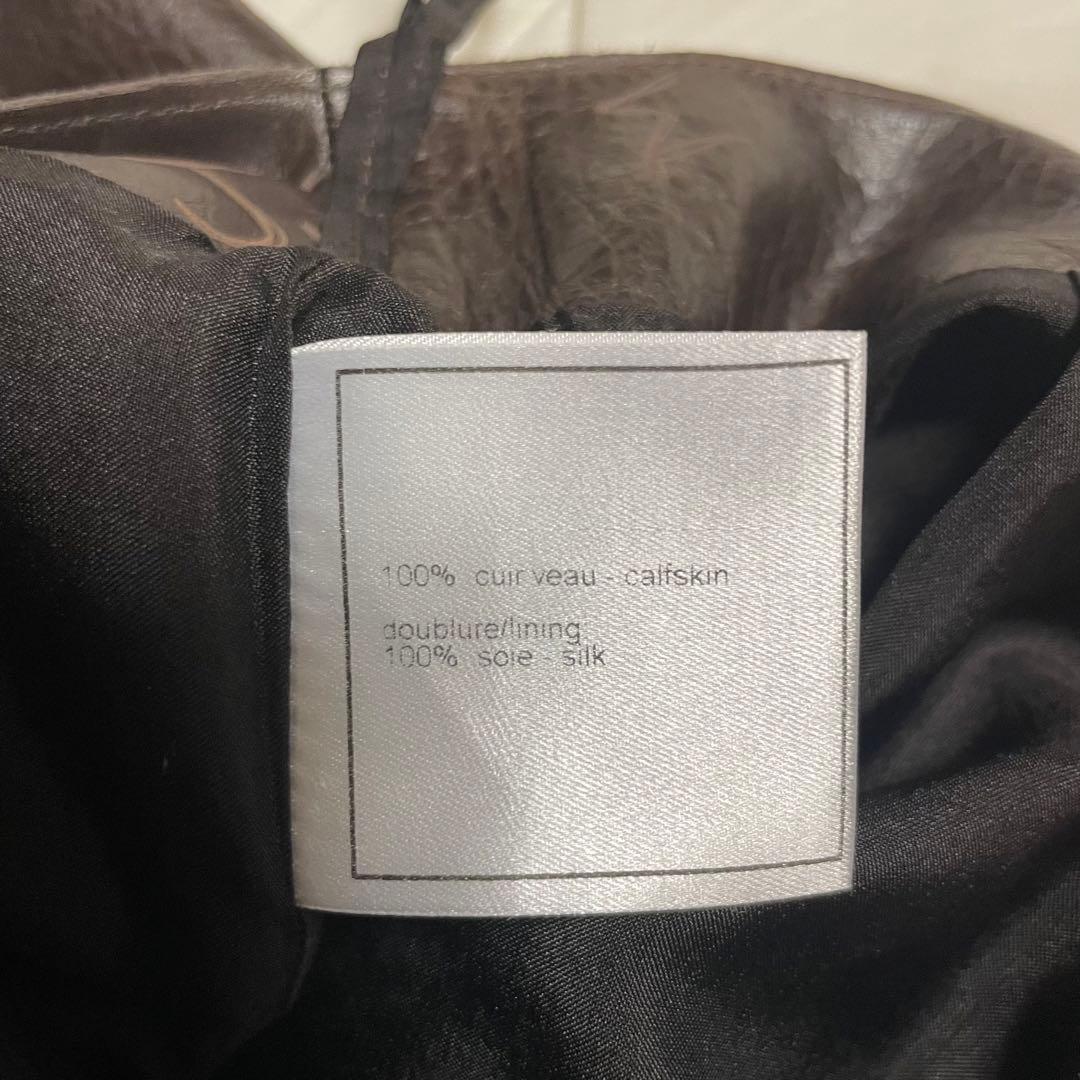 100% cuir veau - calfskin
doublure/lining
100% soie - silk